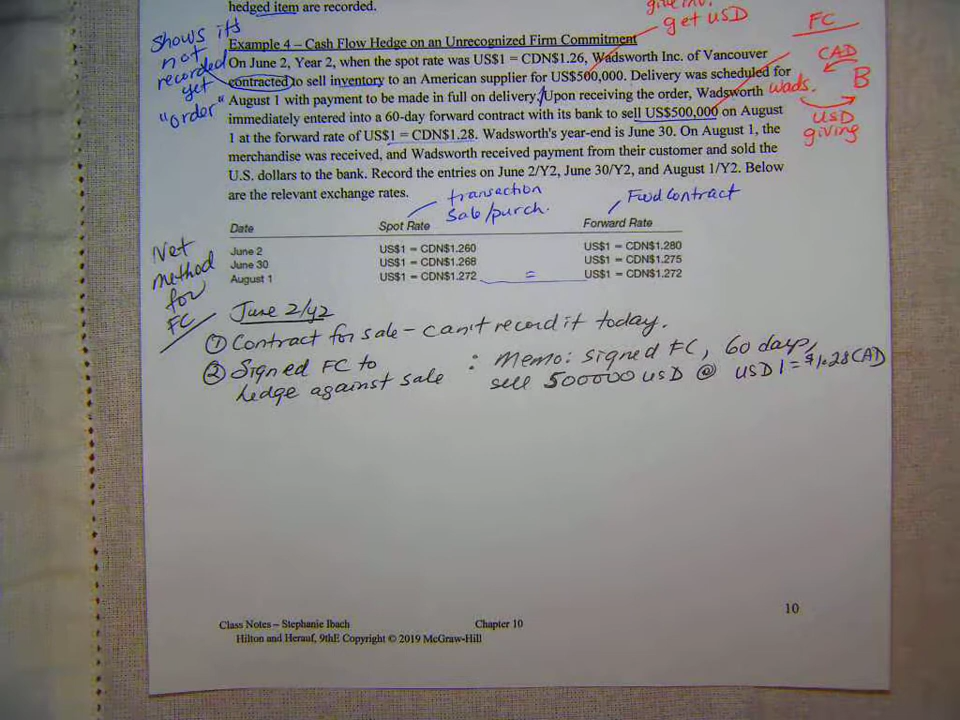 hedged item are recorded.
get USD
FC
Shows its
not
recorded
yet
"order"
Example 4 – Cash Flow Hedge on an Unrecognized Firm Commitment
On June 2, Year 2, when the spot rate was US$1 = CDN$1.26, Wadsworth Inc. of Vancouver
contracted to sell inventory to an American supplier for US$500,000. Delivery was scheduled for
August 1 with payment to be made in full on delivery. Upon receiving the order, Wadsworth
immediately entered into a 60-day forward contract with its bank to sell US$500,000 on August
1 at the forward rate of US$1 = CDN$1.28. Wadsworth's year-end is June 30. On August 1, the
merchandise was received, and Wadsworth received payment from their customer and sold the
U.S. dollars to the bank. Record the entries on June 2/Y2, June 30/Y2, and August 1/Y2. Below
are the relevant exchange rates.
CAD
wads. B
USD
giving
transaction
Sale/purch.
Fwd contract
Date Spot Rate Forward Rate
June 2 US$1 = CDN$1.260 US$1 = CDN$1.280
June 30 US$1 = CDN$1.268 US$1 = CDN$1.275
August 1 US$1 = CDN$1.272 = US$1 = CDN$1.272
Net
method
for
FC
June 2/Y2
① Contract for sale – can't record it today.
② Signed FC to : Memo: signed FC, 60 days,
hedge against sale sell 500000 USD @ USD 1 = $1.28 CAD
10
Class Notes – Stephanie Ibach Chapter 10
Hilton and Herauf, 9thE Copyright © 2019 McGraw-Hill